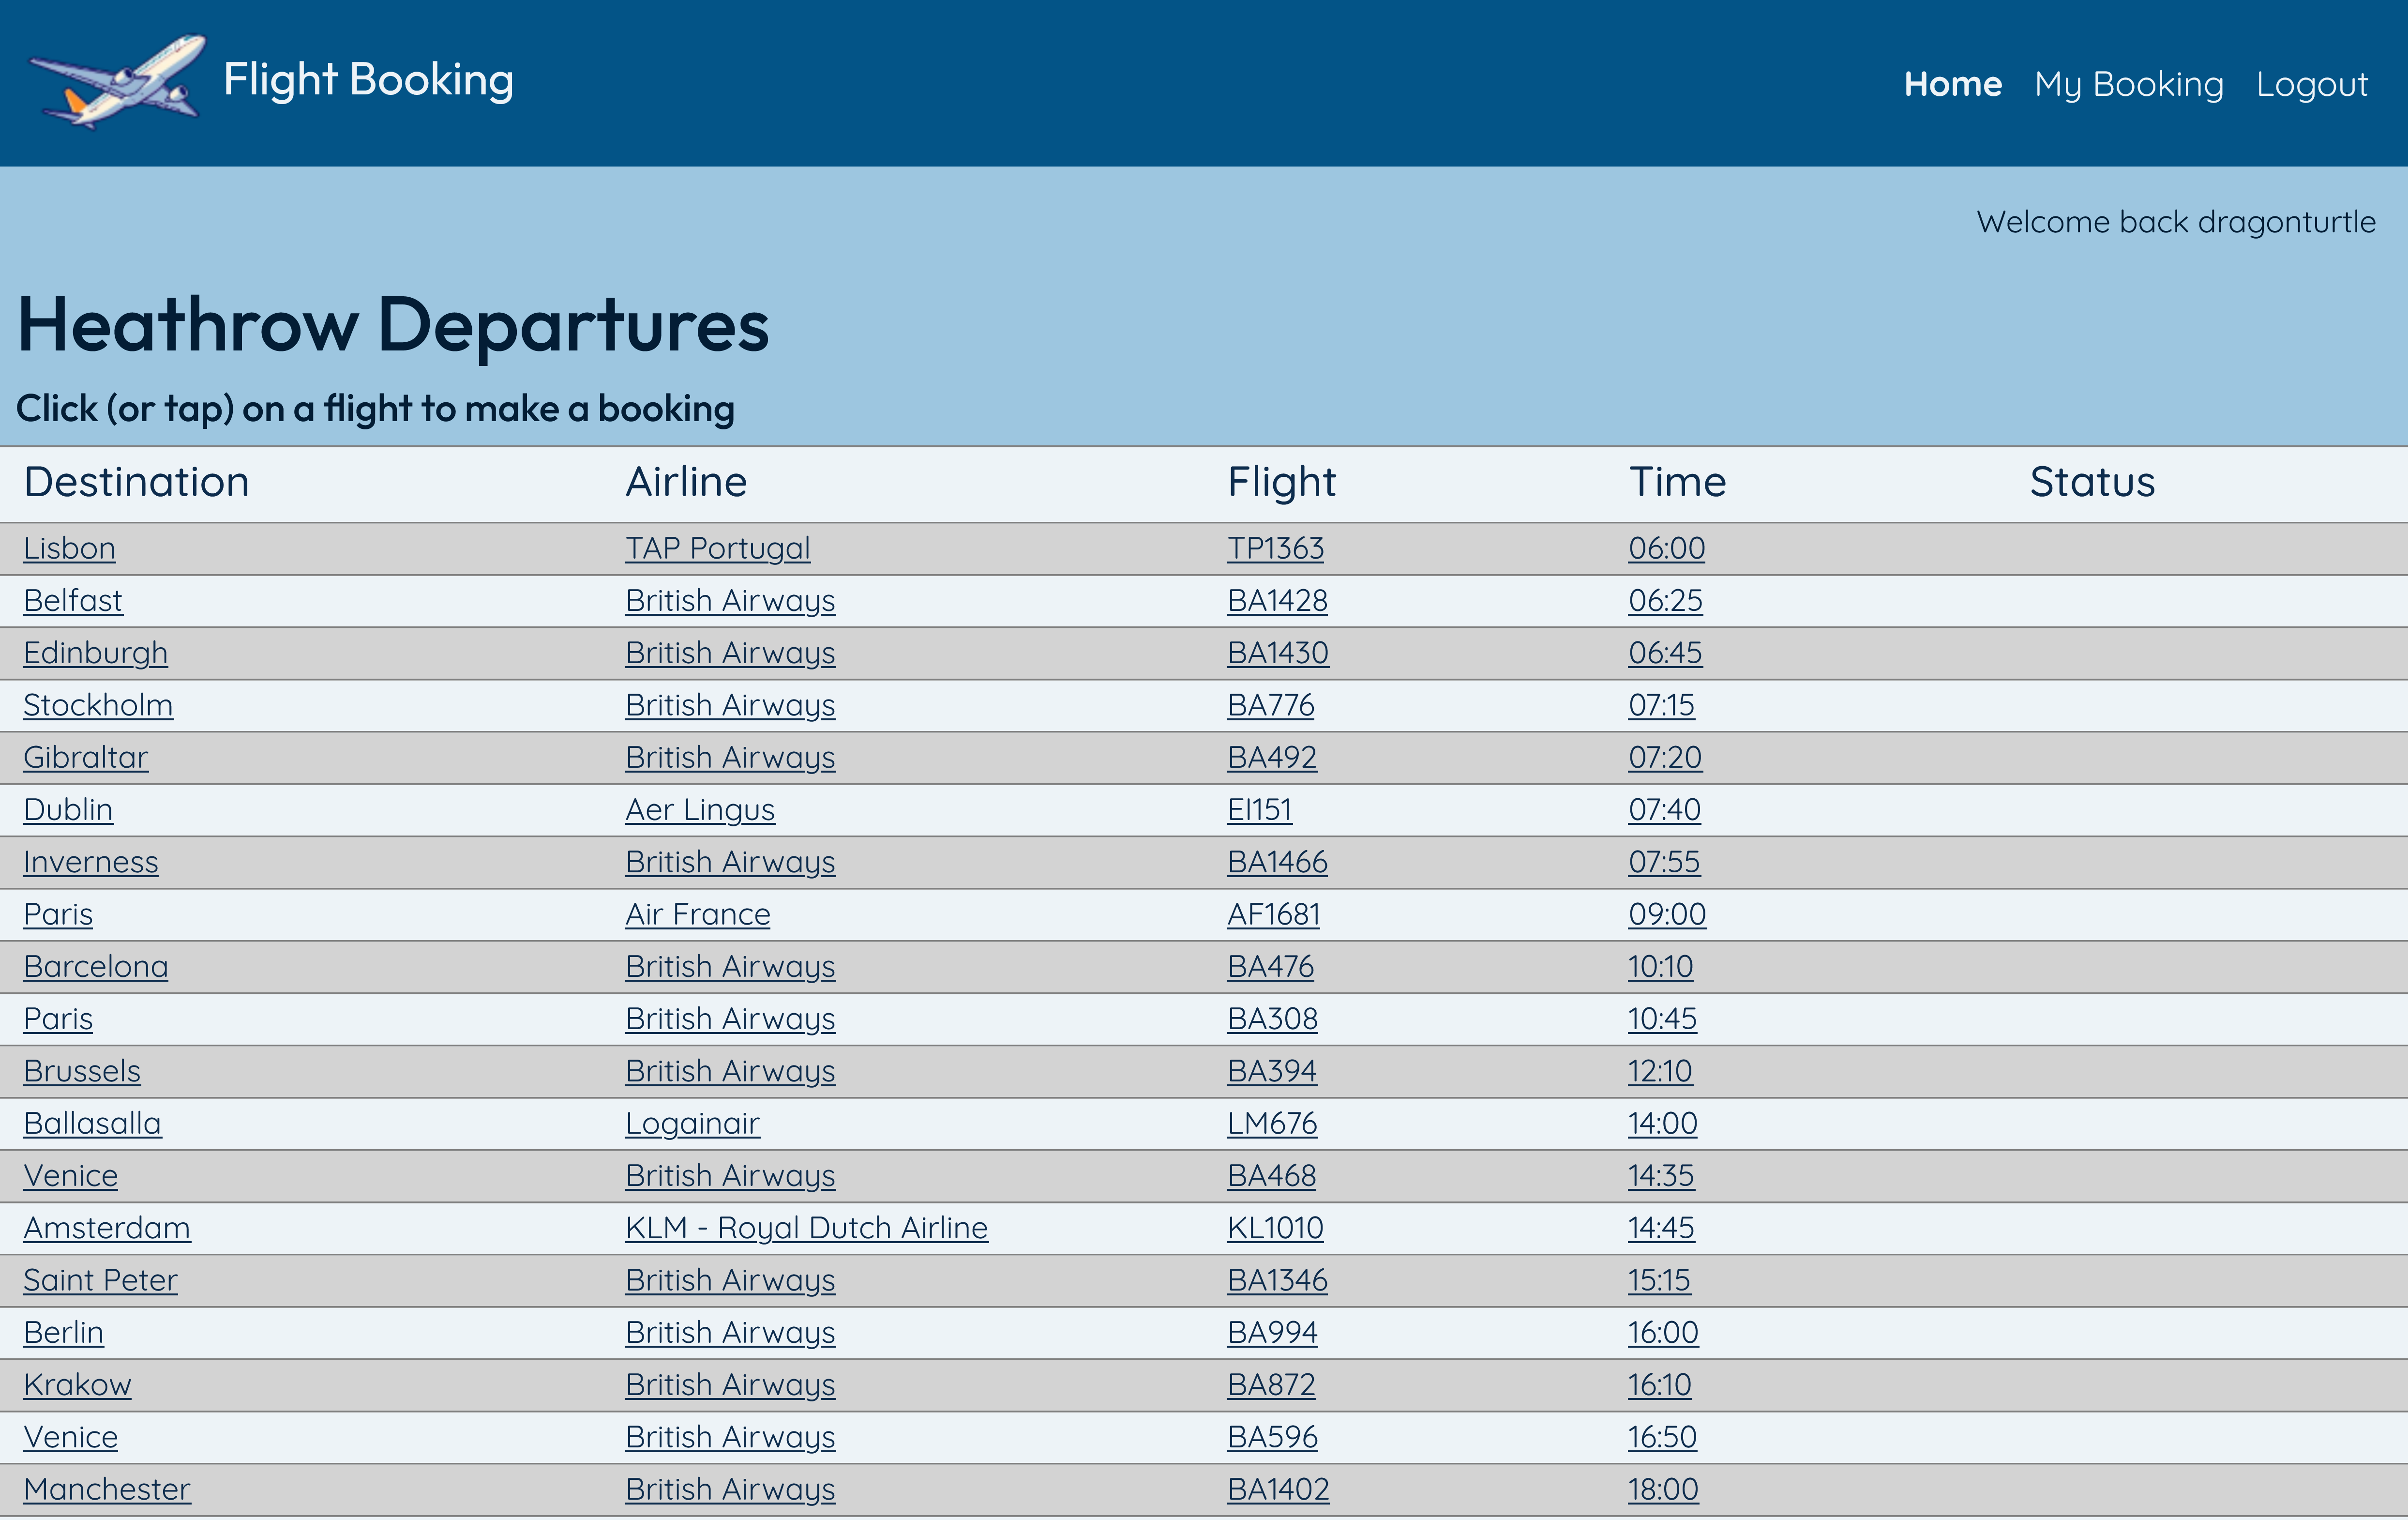 Flight Booking
Home My Booking Logout
Welcome back dragonturtle
Heathrow Departures
Click (or tap) on a flight to make a booking
Destination Airline Flight Time Status
Lisbon TAP Portugal TP1363 06:00
Belfast British Airways BA1428 06:25
Edinburgh British Airways BA1430 06:45
Stockholm British Airways BA776 07:15
Gibraltar British Airways BA492 07:20
Dublin Aer Lingus EI151 07:40
Inverness British Airways BA1466 07:55
Paris Air France AF1681 09:00
Barcelona British Airways BA476 10:10
Paris British Airways BA308 10:45
Brussels British Airways BA394 12:10
Ballasalla Logainair LM676 14:00
Venice British Airways BA468 14:35
Amsterdam KLM - Royal Dutch Airline KL1010 14:45
Saint Peter British Airways BA1346 15:15
Berlin British Airways BA994 16:00
Krakow British Airways BA872 16:10
Venice British Airways BA596 16:50
Manchester British Airways BA1402 18:00